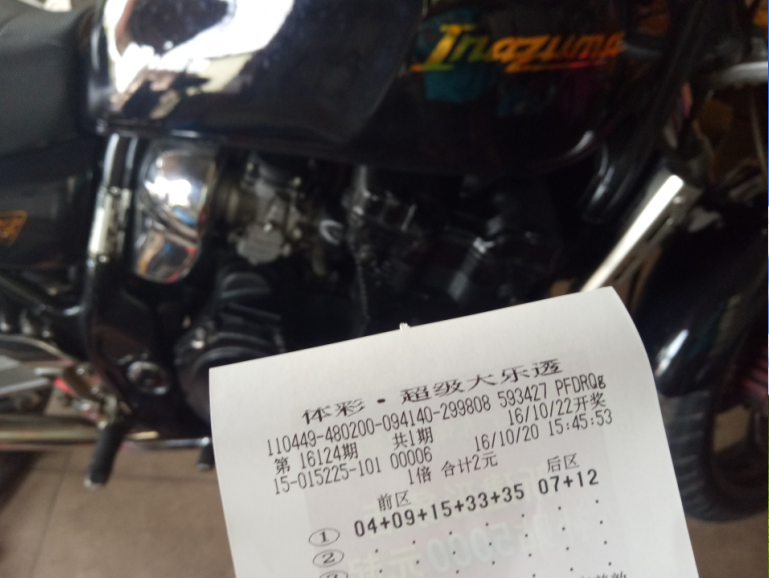 Inazuma
体彩·超级大乐透
110449-480200-094140-299808 593427 PFDRQg
第 16124期 共1期 16/10/22开奖
15-015225-101 00006 16/10/20 15:45:53
1倍 合计2元
前区 后区
① 04+09+15+33+35 07+12
②